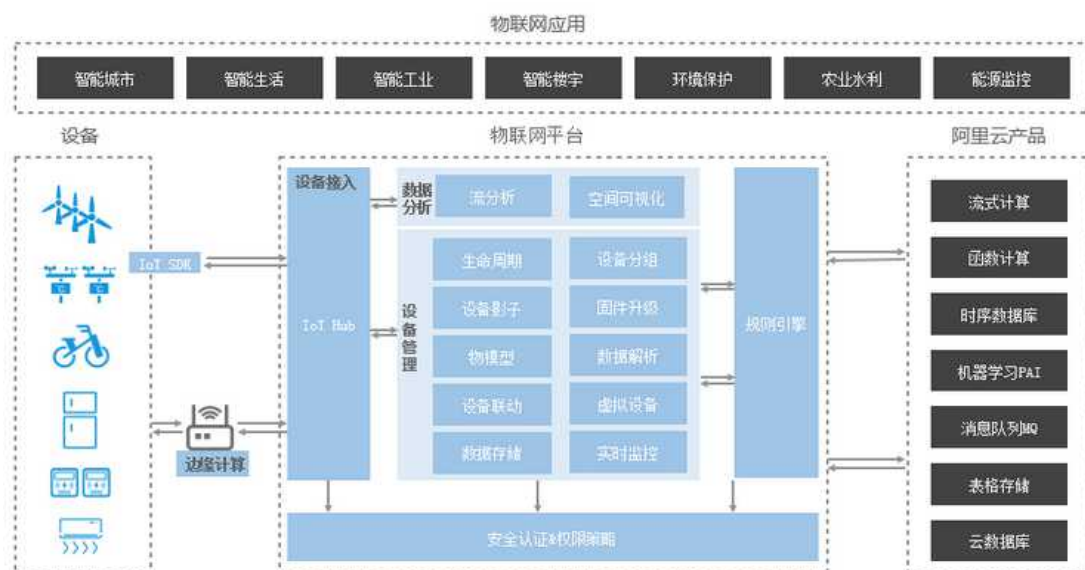 物联网应用
智能城市
智能生活
智能工业
智能楼宇
环境保护
农业水利
能源监控
设备
物联网平台
阿里云产品
IoT SDK
边缘计算
设备接入
IoT Hub
数据
分析
流分析
空间可视化
设备管理
生命周期
设备分组
设备影子
固件升级
物模型
数据解析
设备联动
虚拟设备
数据存储
实时监控
规则引擎
安全认证&权限策略
流式计算
函数计算
时序数据库
机器学习PAI
消息队列MQ
表格存储
云数据库